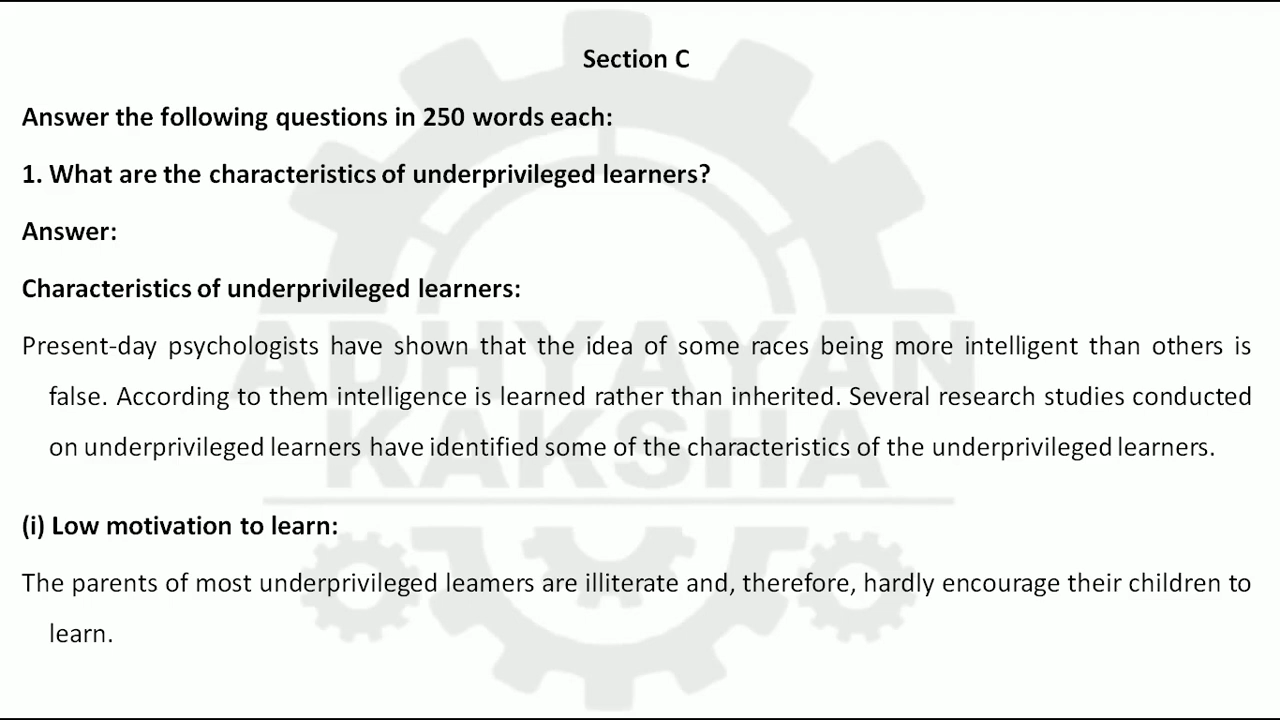 Section C
Answer the following questions in 250 words each:
1. What are the characteristics of underprivileged learners?
Answer:
Characteristics of underprivileged learners:
Present-day psychologists have shown that the idea of some races being more intelligent than others is
false. According to them intelligence is learned rather than inherited. Several research studies conducted
on underprivileged learners have identified some of the characteristics of the underprivileged learners.
(i) Low motivation to learn:
The parents of most underprivileged leamers are illiterate and, therefore, hardly encourage their children to
learn.
ADHYAYAN
KAKSHA